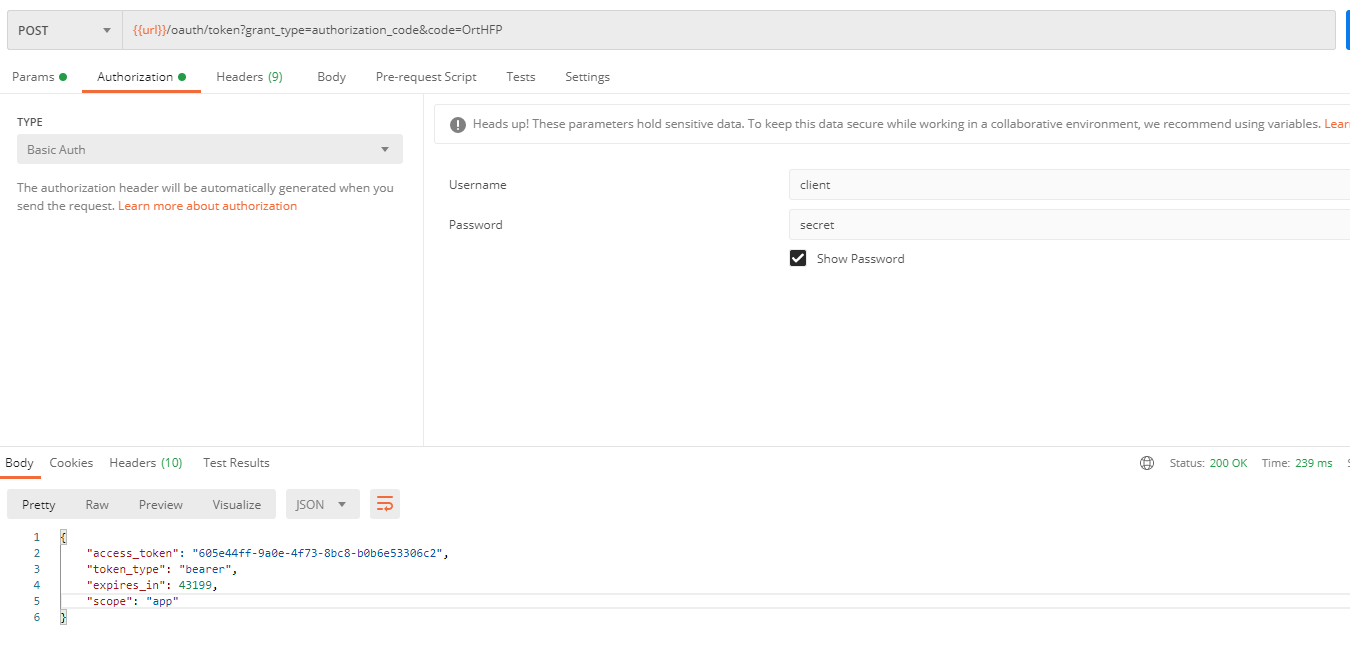 POST {{url}}/oauth/token?grant_type=authorization_code&code=OrtHFP
Params Authorization Headers (9) Body Pre-request Script Tests Settings
TYPE
Basic Auth
The authorization header will be automatically generated when you
send the request. Learn more about authorization
Heads up! These parameters hold sensitive data. To keep this data secure while working in a collaborative environment, we recommend using variables. Lear
Username client
Password secret
Show Password
Body Cookies Headers (10) Test Results Status: 200 OK Time: 239 ms
Pretty Raw Preview Visualize JSON
1 {
2 "access_token": "605e44ff-9a0e-4f73-8bc8-b0b6e53306c2",
3 "token_type": "bearer",
4 "expires_in": 43199,
5 "scope": "app"
6 }